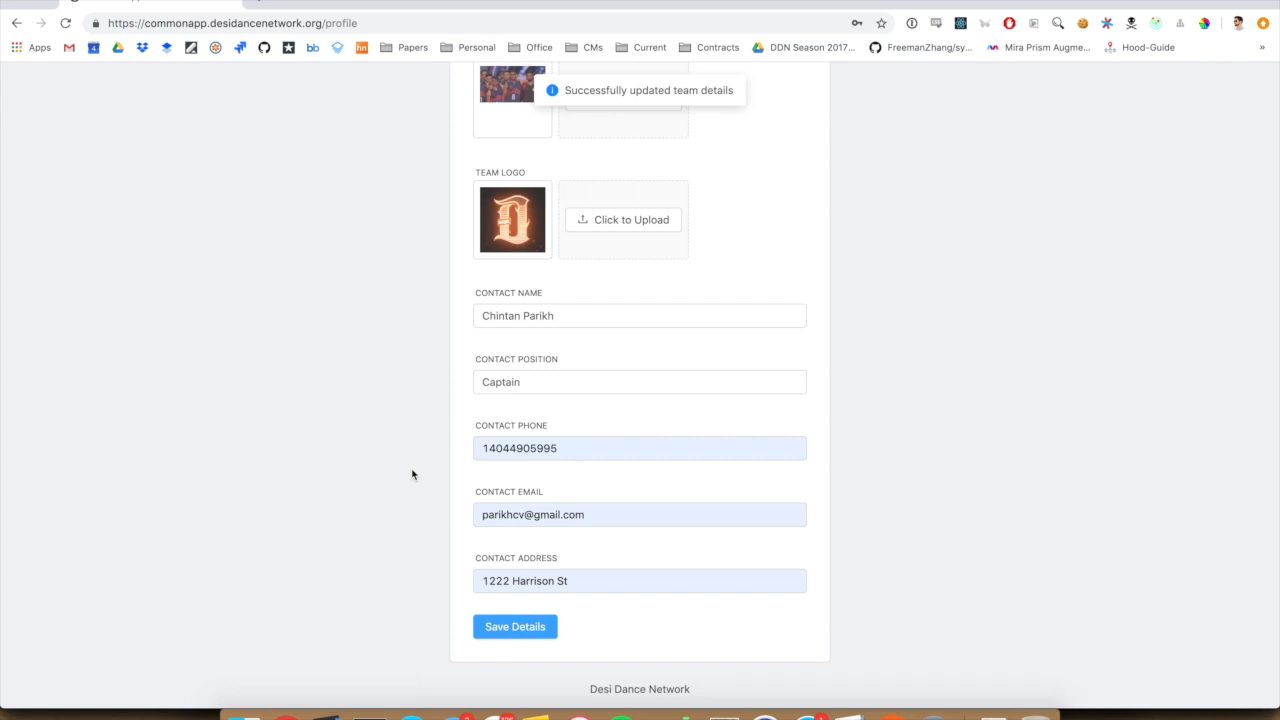 https://commonapp.desidancenetwork.org/profile
Apps Papers Personal Office CMs Current Contracts DDN Season 2017... FreemanZhang/sy... Mira Prism Augme... Hood-Guide »
Successfully updated team details
TEAM LOGO
Click to Upload
CONTACT NAME
Chintan Parikh
CONTACT POSITION
Captain
CONTACT PHONE
14044905995
CONTACT EMAIL
parikhcv@gmail.com
CONTACT ADDRESS
1222 Harrison St
Save Details
Desi Dance Network